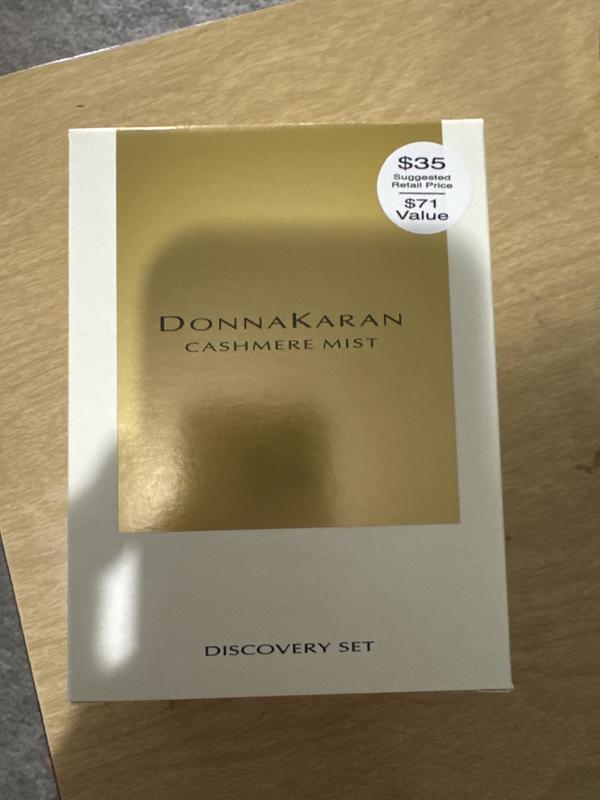 $35
Suggested
Retail Price
$71
Value
DONNAKARAN
CASHMERE MIST
DISCOVERY SET